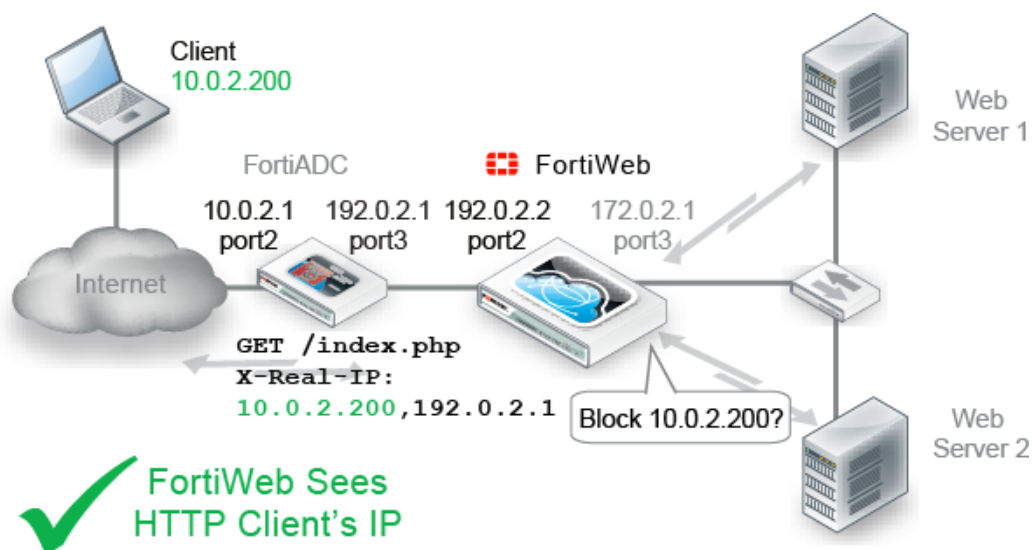 Client
10.0.2.200
Web
Server 1
FortiADC
FortiWeb
10.0.2.1
port2
192.0.2.1
port3
192.0.2.2
port2
172.0.2.1
port3
Internet
GET /index.php
X-Real-IP:
10.0.2.200,192.0.2.1
Block 10.0.2.200?
Web
Server 2
FortiWeb Sees
HTTP Client's IP